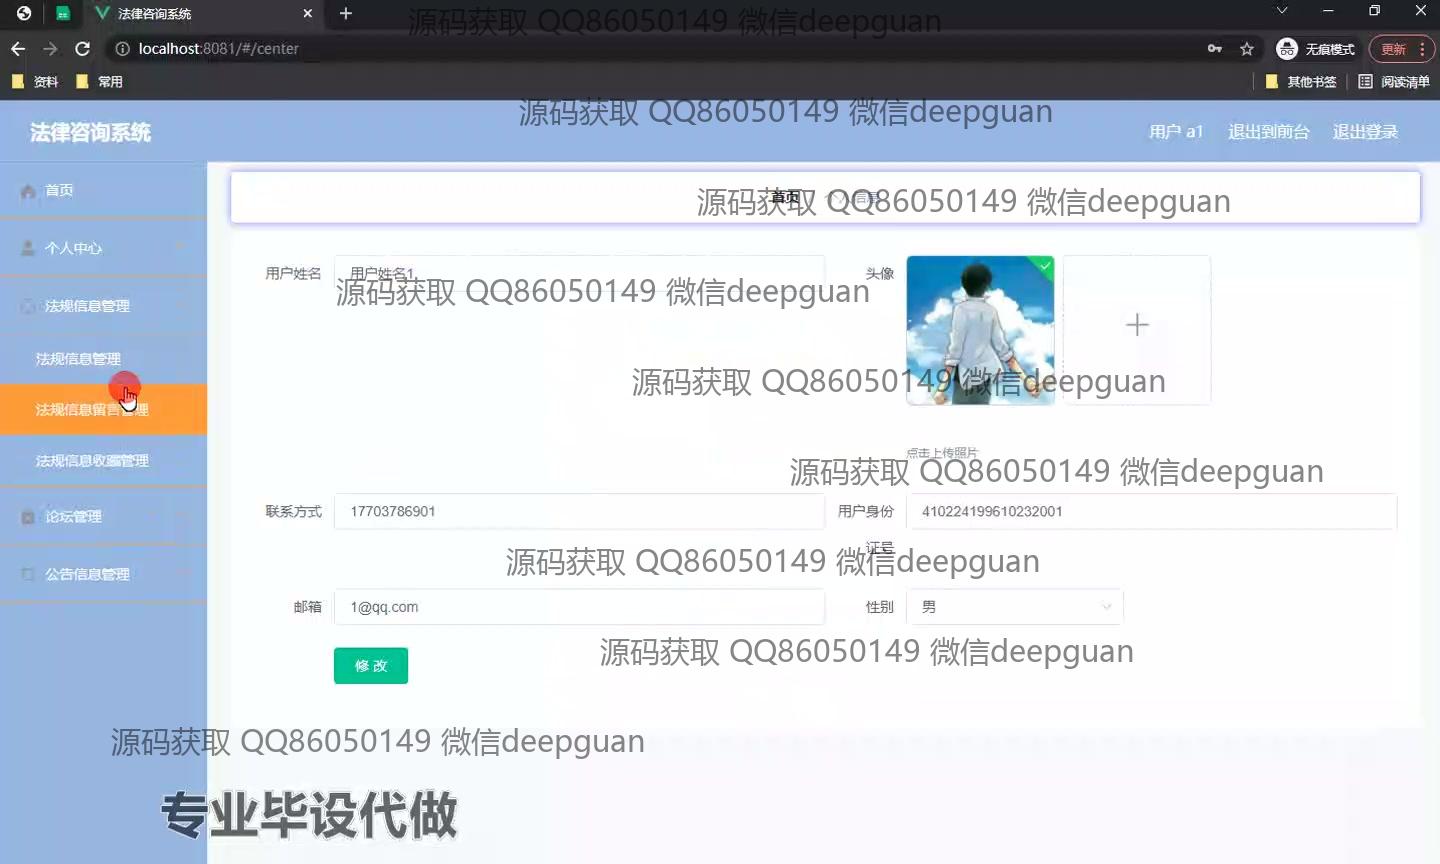 法律咨询系统
源码获取 QQ86050149 微信deepguan
localhost:8081/#/center
无痕模式
更新
资料
常用
其他书签
阅读清单
源码获取 QQ86050149 微信deepguan
法律咨询系统
用户 a1
退出到前台
退出登录
首页
首页
个人信息
源码获取 QQ86050149 微信deepguan
个人中心
用户姓名
用户姓名1
头像
源码获取 QQ86050149 微信deepguan
法规信息管理
法规信息管理
源码获取 QQ86050149 微信deepguan
法规信息留言管理
法规信息收藏管理
点击上传照片
源码获取 QQ86050149 微信deepguan
论坛管理
联系方式
17703786901
用户身份证号
410224199610232001
源码获取 QQ86050149 微信deepguan
公告信息管理
邮箱
1@qq.com
性别
男
源码获取 QQ86050149 微信deepguan
修改
源码获取 QQ86050149 微信deepguan
专业毕设代做